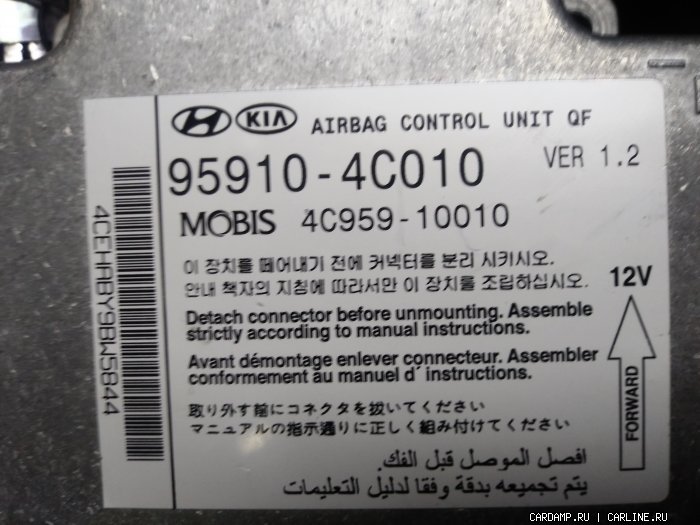 HYUNDAI KIA AIRBAG CONTROL UNIT QF
95910-4C010 VER 1.2
MOBIS 4C959-10010
이 장치를 떼어내기 전에 커넥터를 분리 시키시오.
안내 책자의 지침에 따라서만 이 장치를 조립하십시오.
12V
Detach connector before unmounting. Assemble
strictly according to manual instructions.
Avant démontage enlever connecteur. Assembler
conformement au manuel d´instructions.
FORWARD
取り外す前にコネクタを抜いてください
マニュアルの指示通りに正しく組み付けてください
افصل الموصل قبل الفك.
يتم تجميعه بدقة وفقا لدليل التعليمات
4CEHABY9BW5844
CARDAMP.RU | CARLINE.RU